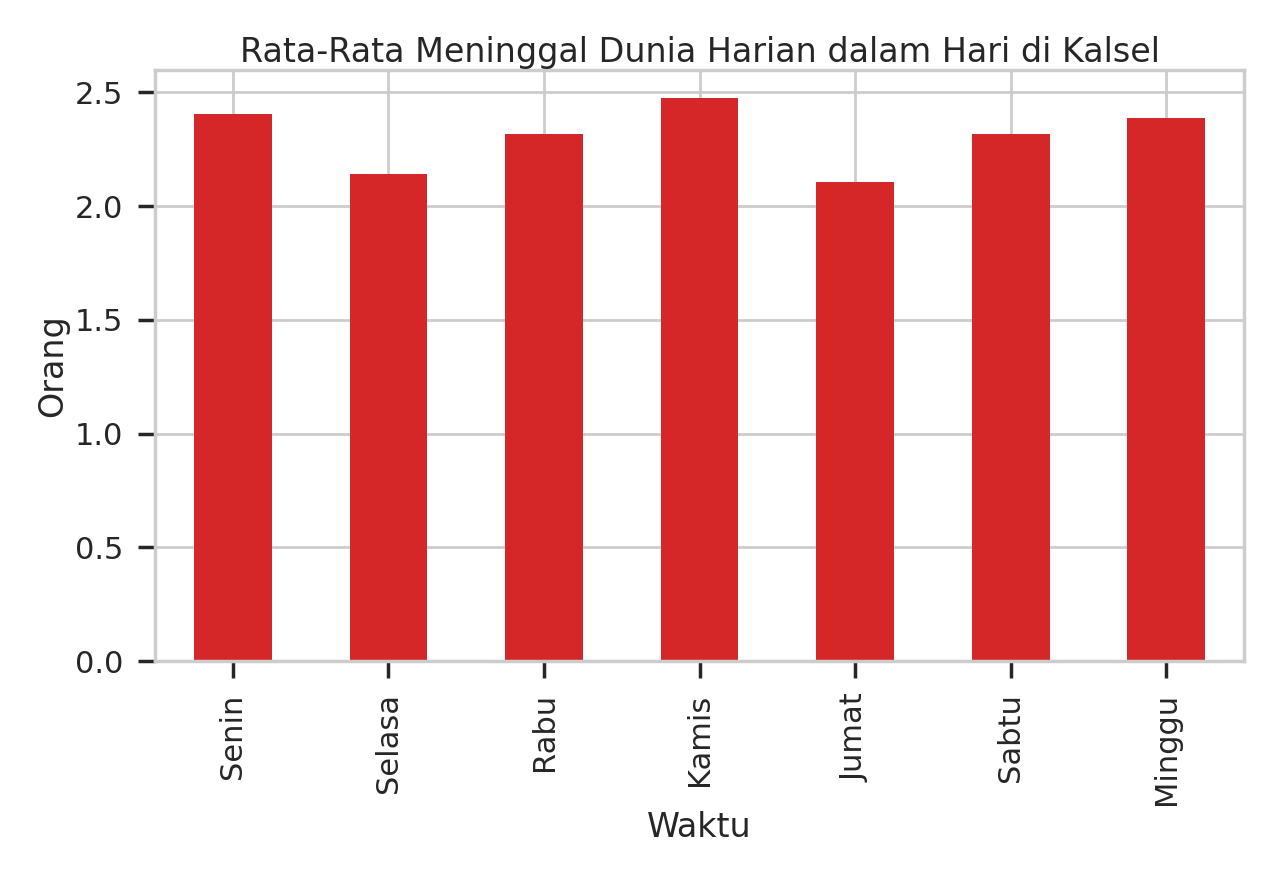 Rata-Rata Meninggal Dunia Harian dalam Hari di Kalsel
Orang
2.5
2.0
1.5
1.0
0.5
0.0
Senin
Selasa
Rabu
Kamis
Jumat
Sabtu
Minggu
Waktu